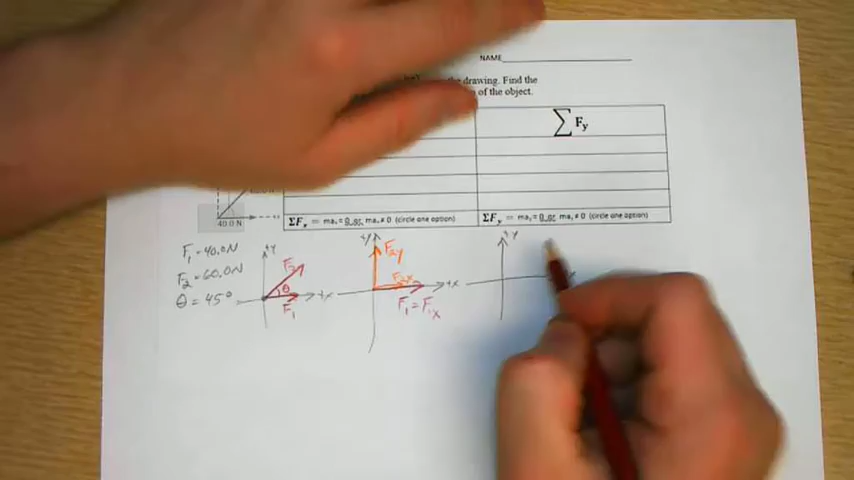 NAME
the drawing. Find the
of the object.
∑ Fy
40.0 N
ΣFx = max = 0 or max ≠ 0 (circle one option)
ΣFy = may = 0 or may ≠ 0 (circle one option)
F1 = 40.0N
F2 = 60.0N
θ = 45°
+y
F2
θ
+x
F1
+y
F2y
F2x
+x
F1 = F1x
+y
x